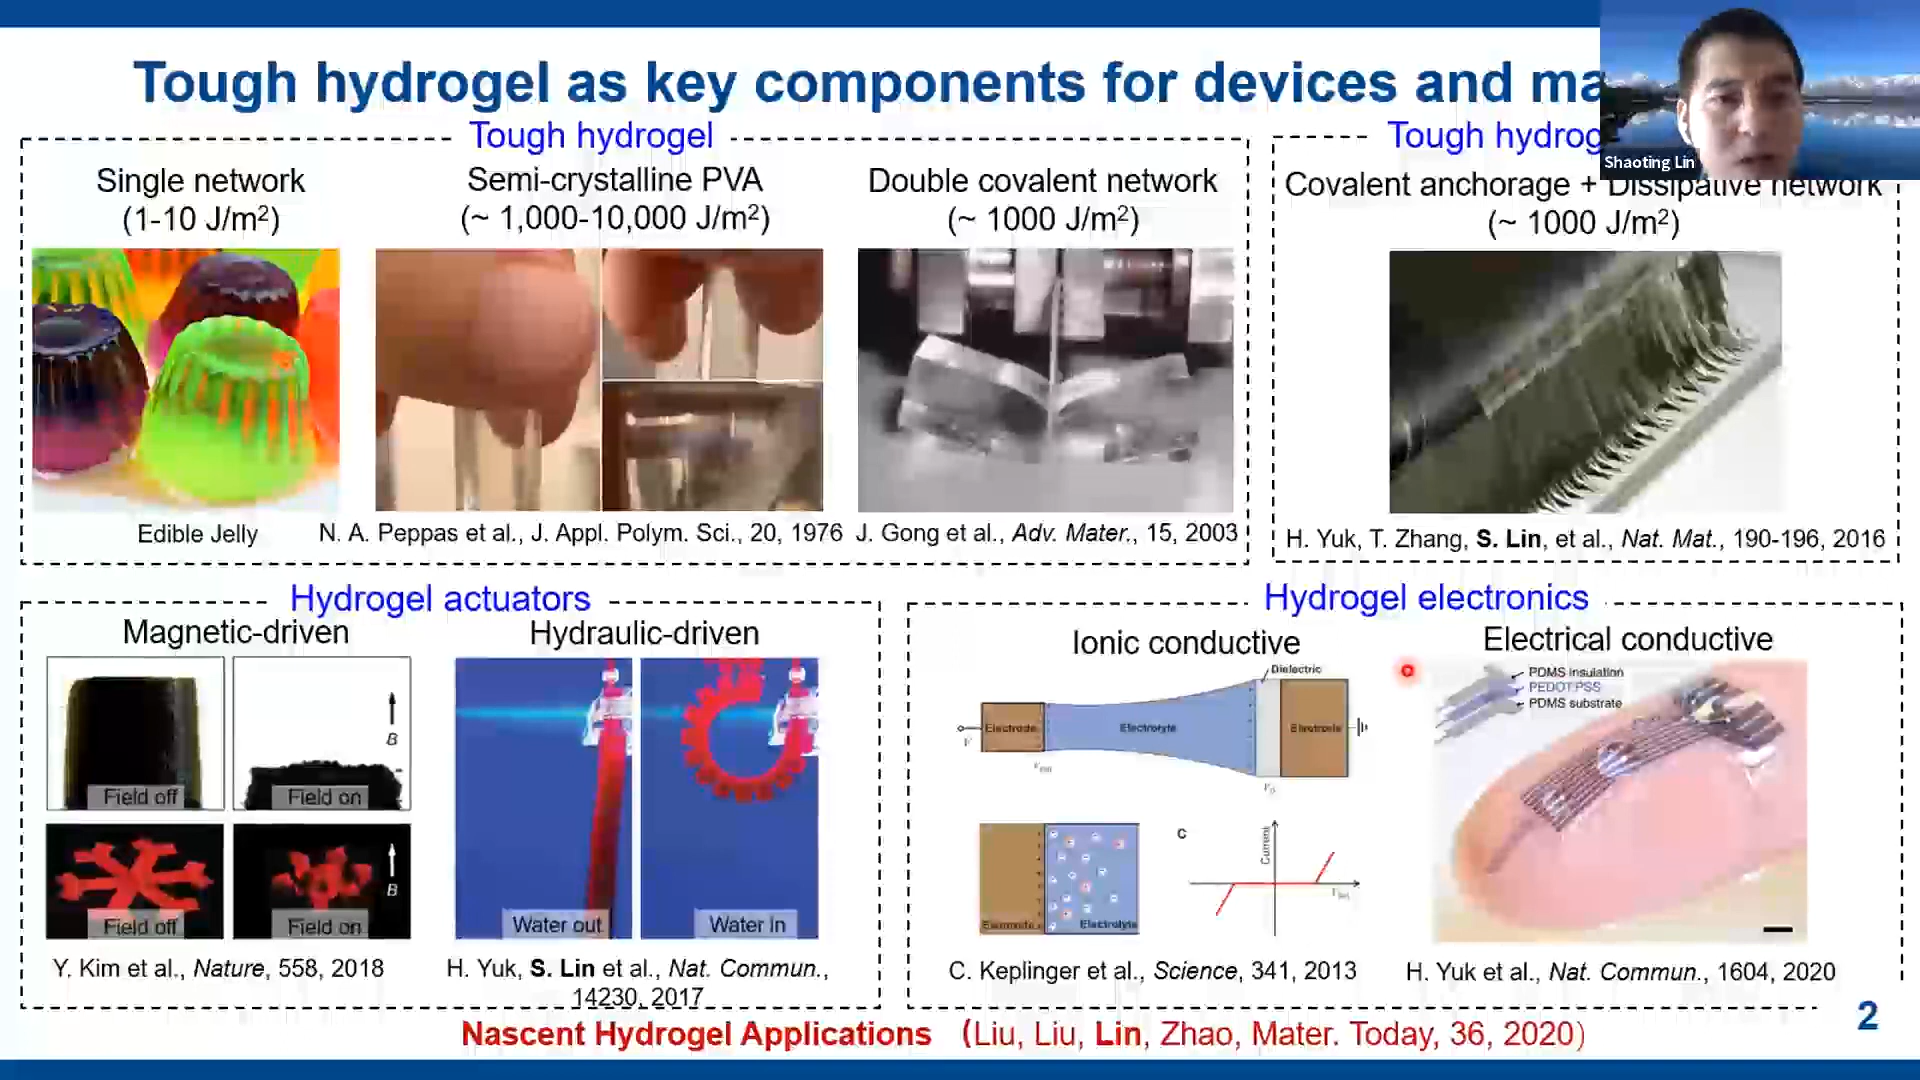 Tough hydrogel as key components for devices and ma
Shaoting Lin
Tough hydrogel
Single network
(1-10 J/m²)
Semi-crystalline PVA
(~ 1,000-10,000 J/m²)
Double covalent network
(~ 1000 J/m²)
Edible Jelly
N. A. Peppas et al., J. Appl. Polym. Sci., 20, 1976
J. Gong et al., Adv. Mater., 15, 2003
Tough hydrog
Covalent anchorage + Dissipative network
(~ 1000 J/m²)
H. Yuk, T. Zhang, S. Lin, et al., Nat. Mat., 190-196, 2016
Hydrogel actuators
Magnetic-driven
Field off
Field on
B
Field off
Field on
B
Y. Kim et al., Nature, 558, 2018
Hydraulic-driven
Water out
Water in
H. Yuk, S. Lin et al., Nat. Commun.,
14230, 2017
Hydrogel electronics
Ionic conductive
Dielectric
Electrode
Electrolyte
Electrode
Electrode
Electrolyte
C
Current
C. Keplinger et al., Science, 341, 2013
Electrical conductive
PDMS insulation
PEDOT:PSS
PDMS substrate
H. Yuk et al., Nat. Commun., 1604, 2020
Nascent Hydrogel Applications (Liu, Liu, Lin, Zhao, Mater. Today, 36, 2020)
2